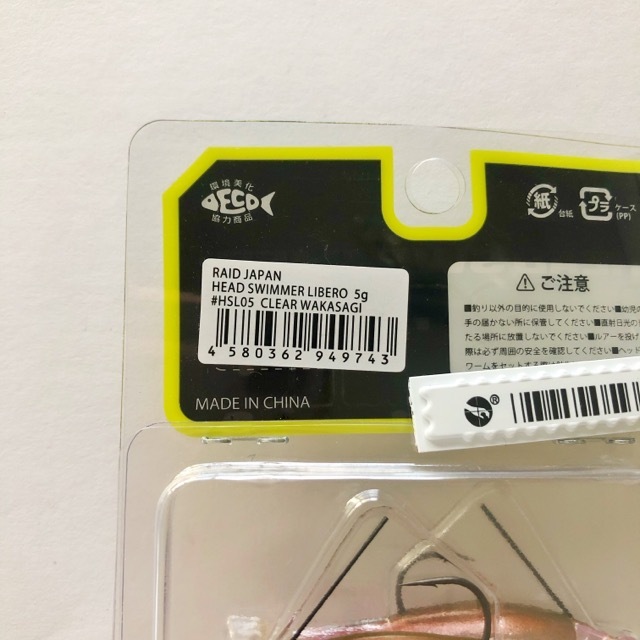 環境美化
ECO
協力商品
紙
台紙
プラ
ケース
(PP)
RAID JAPAN
HEAD SWIMMER LIBERO 5g
#HSL05 CLEAR WAKASAGI
4 580362 949743
MADE IN CHINA
⚠ ご注意
■釣り以外の目的に使用しないでください■幼児の
手の届かない所に保管してください■直射日光の
たる場所に放置しないでください■ルアーを投げ
際は必ず周囲の安全を確認してください■ヘッド
ワームをセットする
®